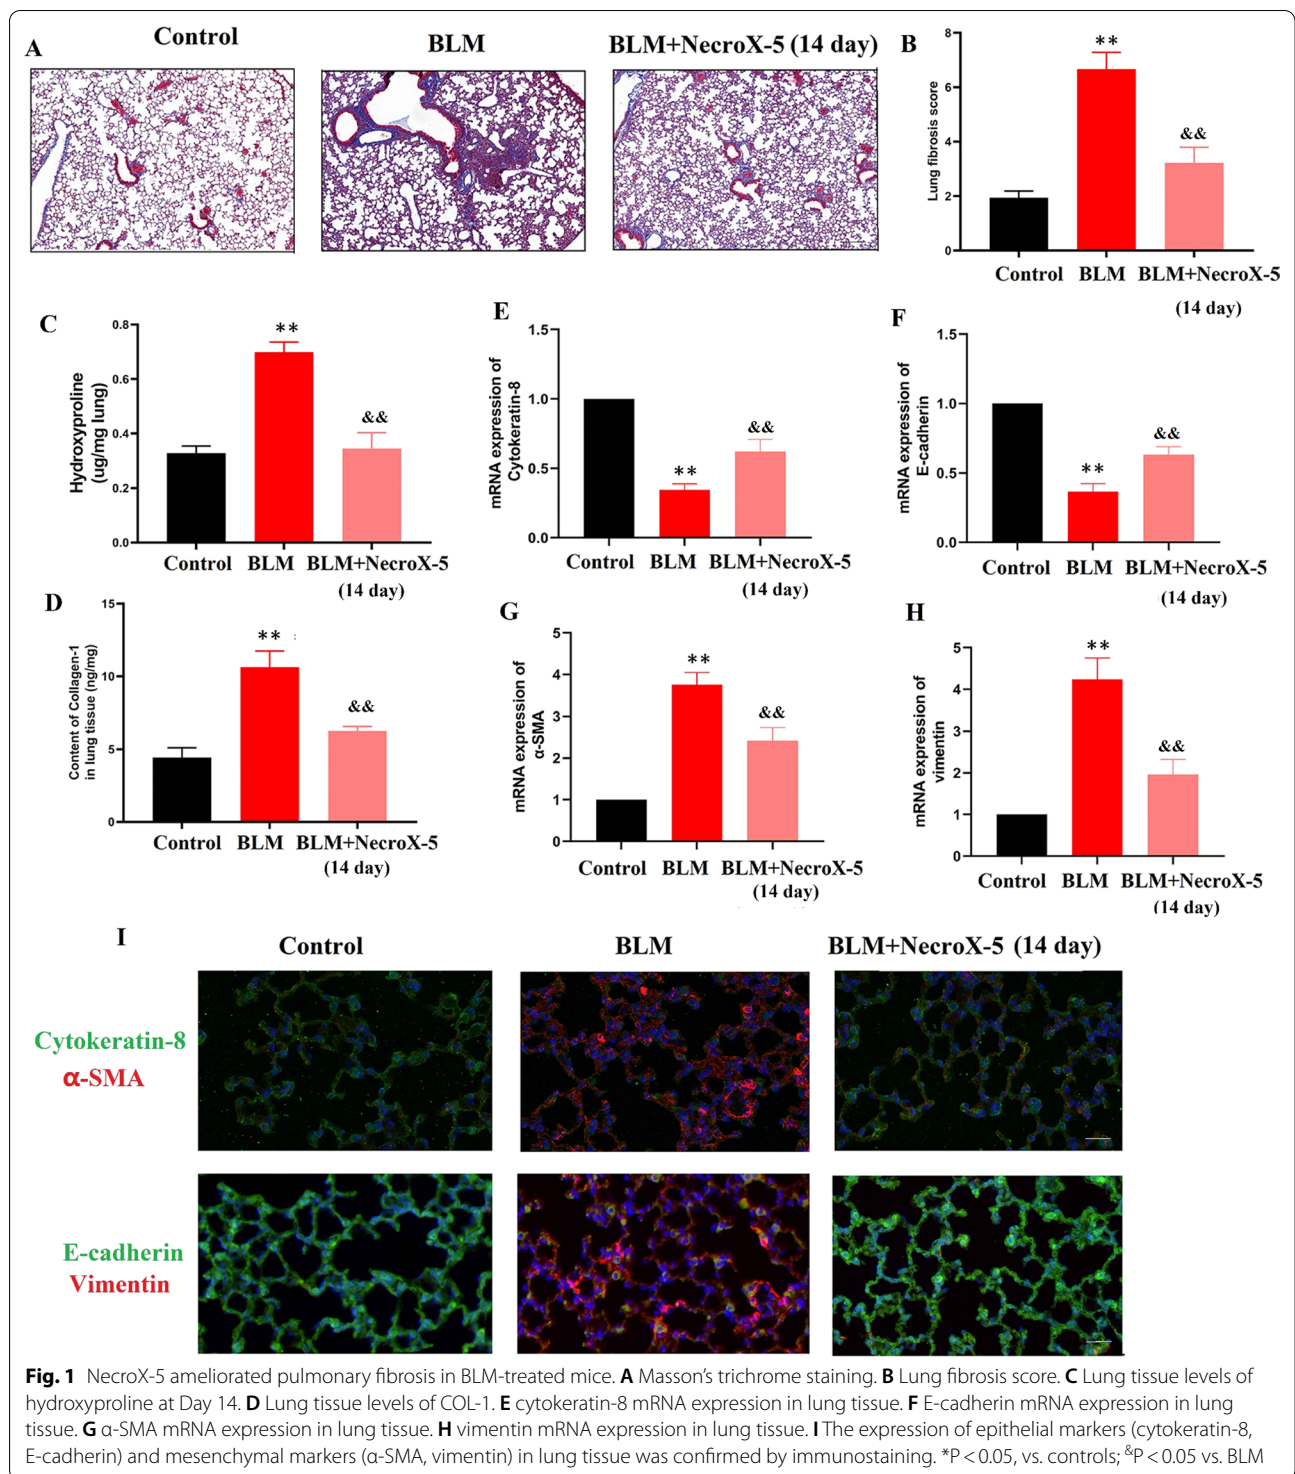 A
Control
BLM
BLM+NecroX-5 (14 day)
B
Lung fibrosis score
8
6
4
2
0
**
&&
Control
BLM
BLM+NecroX-5
(14 day)
C
Hydroxyproline
(ug/mg lung)
0.8
0.6
0.4
0.2
0.0
**
&&
Control
BLM
BLM+NecroX-5
(14 day)
E
mRNA expression of
Cytokeratin-8
1.5
1.0
0.5
0.0
**
&&
Control
BLM
BLM+NecroX-5
(14 day)
F
mRNA expression of
E-cadherin
1.5
1.0
0.5
0.0
**
&&
Control
BLM
BLM+NecroX-5
(14 day)
D
Content of Collagen-1
in lung tissue (ng/mg)
15
10
5
0
**
&&
Control
BLM
BLM+NecroX-5
(14 day)
G
mRNA expression of
α-SMA
5
4
3
2
1
0
**
&&
Control
BLM
BLM+NecroX-5
(14 day)
H
mRNA expression of
vimentin
5
4
3
2
1
0
**
&&
Control
BLM
BLM+NecroX-5
(14 day)
I
Control
BLM
BLM+NecroX-5 (14 day)
Cytokeratin-8
α-SMA
E-cadherin
Vimentin
Fig. 1 NecroX-5 ameliorated pulmonary fibrosis in BLM-treated mice. A Masson's trichrome staining. B Lung fibrosis score. C Lung tissue levels of
hydroxyproline at Day 14. D Lung tissue levels of COL-1. E cytokeratin-8 mRNA expression in lung tissue. F E-cadherin mRNA expression in lung
tissue. G α-SMA mRNA expression in lung tissue. H vimentin mRNA expression in lung tissue. I The expression of epithelial markers (cytokeratin-8,
E-cadherin) and mesenchymal markers (α-SMA, vimentin) in lung tissue was confirmed by immunostaining. *P < 0.05, vs. controls; &P < 0.05 vs. BLM